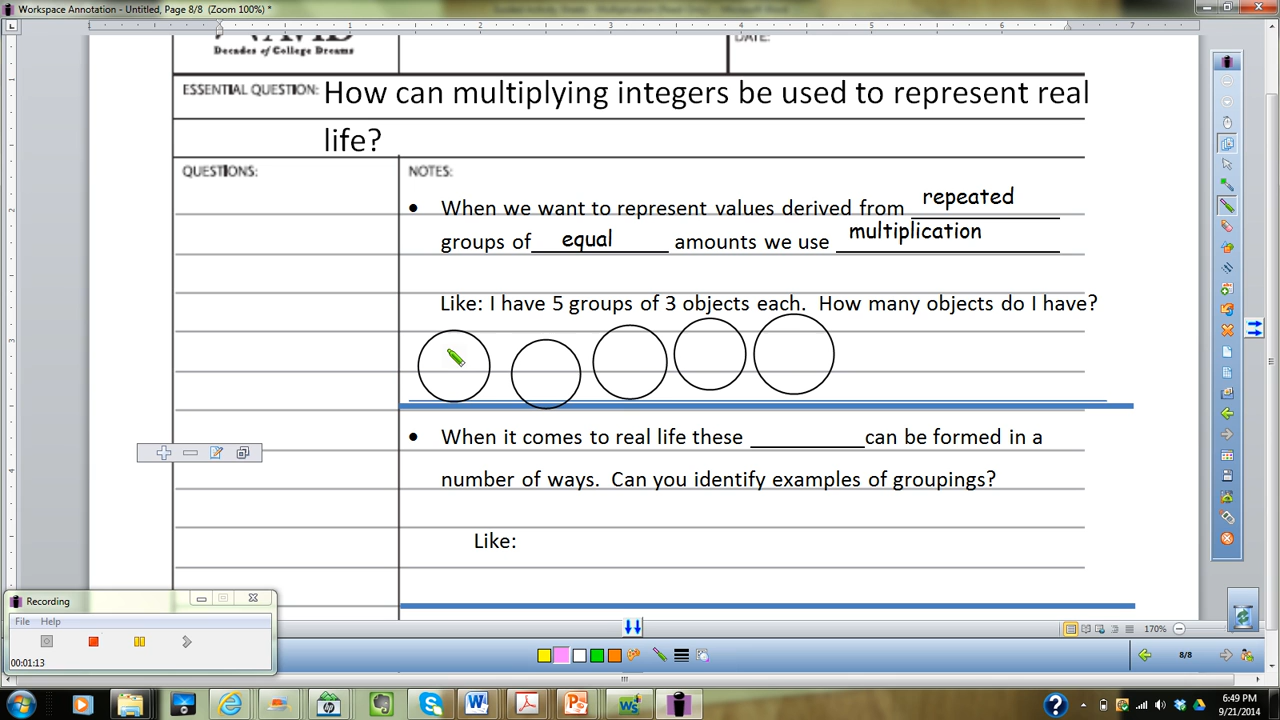 Workspace Annotation - Untitled, Page 8/8 (Zoom 100%) *
Decades of College Dreams
DATE:
ESSENTIAL QUESTION: How can multiplying integers be used to represent real
life?
QUESTIONS:
NOTES:
• When we want to represent values derived from repeated
groups of equal amounts we use multiplication
Like: I have 5 groups of 3 objects each. How many objects do I have?
• When it comes to real life these __________ can be formed in a
number of ways. Can you identify examples of groupings?
Like:
Recording
File Help
00:01:13
170%
8/8
6:49 PM
9/21/2014